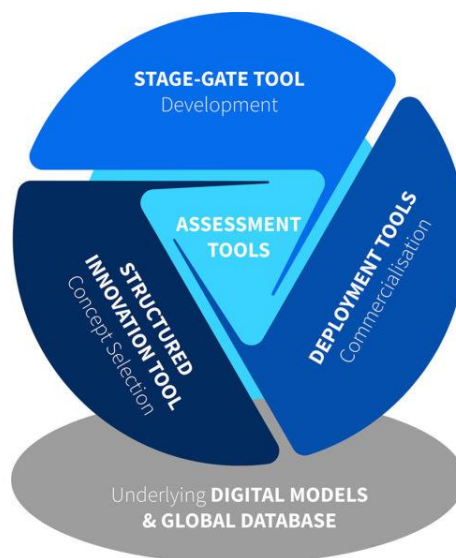 STAGE-GATE TOOL
Development
ASSESSMENT
TOOLS
DEPLOYMENT TOOLS
Commercialisation
STRUCTURED
INNOVATION TOOL
Concept Selection
Underlying DIGITAL MODELS
& GLOBAL DATABASE